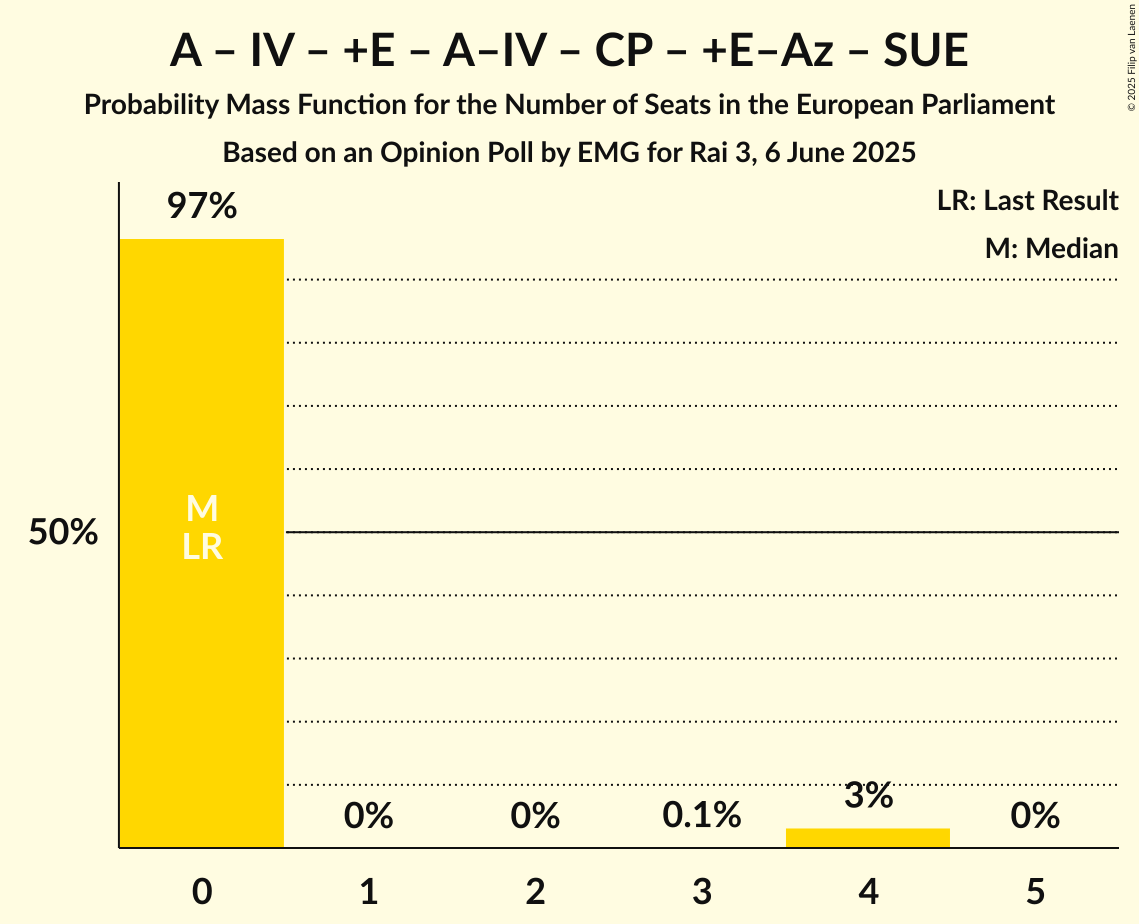 A – IV – +E – A–IV – CP – +E–Az – SUE
Probability Mass Function for the Number of Seats in the European Parliament
Based on an Opinion Poll by EMG for Rai 3, 6 June 2025
© 2025 Filip van Laenen
LR: Last Result
M: Median
97%
M
LR
50%
0%
0%
0.1%
3%
0%
0
1
2
3
4
5